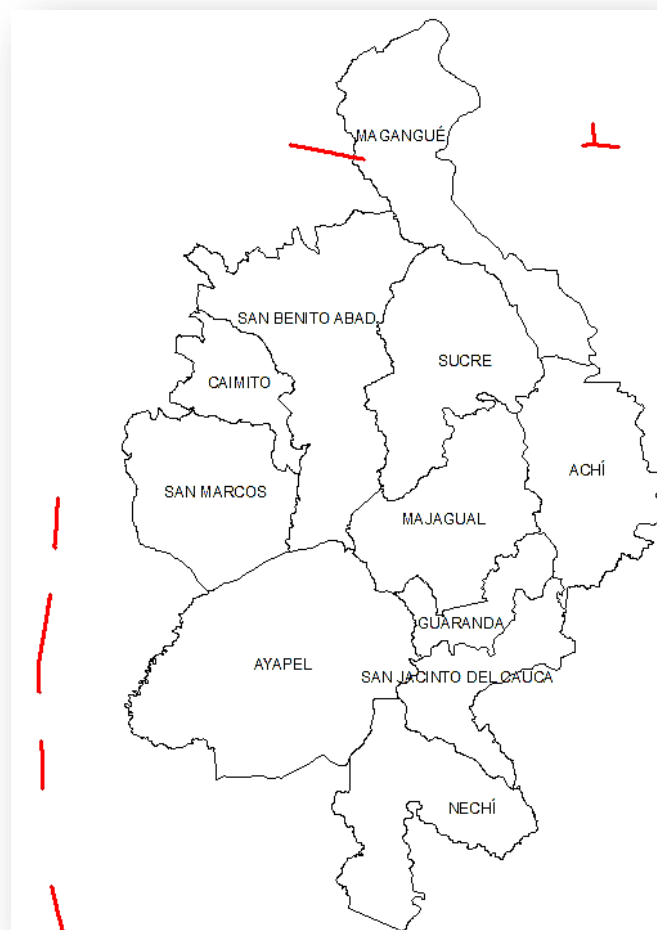 MAGANGUÉ
SAN BENITO ABAD
SUCRE
CAIMITO
ACHÍ
SAN MARCOS
MAJAGUAL
GUARANDA
AYAPEL
SAN JACINTO DEL CAUCA
NECHÍ